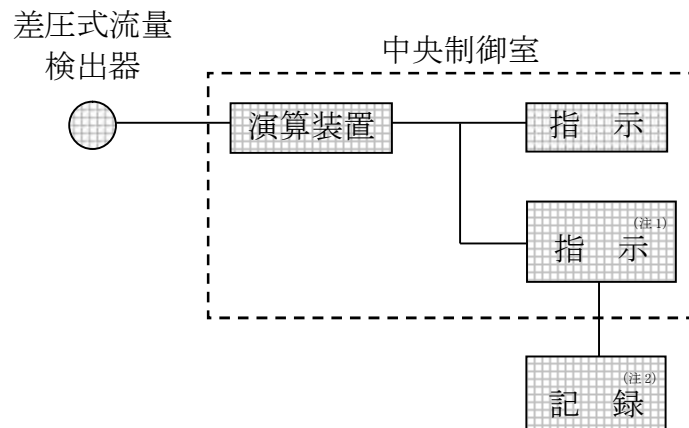 差圧式流量
検出器
中央制御室
演算装置
指　示
指　示(注1)
記　録(注2)